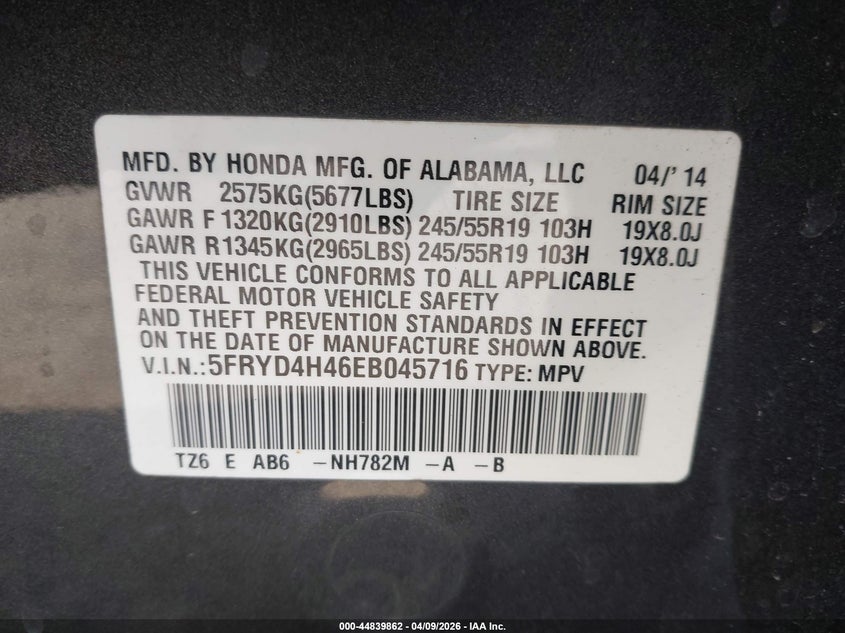 MFD. BY HONDA MFG. OF ALABAMA, LLC 04/'14
GVWR 2575KG(5677LBS) TIRE SIZE RIM SIZE
GAWR F 1320KG(2910LBS) 245/55R19 103H 19X8.0J
GAWR R 1345KG(2965LBS) 245/55R19 103H 19X8.0J
THIS VEHICLE CONFORMS TO ALL APPLICABLE
FEDERAL MOTOR VEHICLE SAFETY
AND THEFT PREVENTION STANDARDS IN EFFECT
ON THE DATE OF MANUFACTURE SHOWN ABOVE.
V.I.N.:5FRYD4H46EB045716 TYPE: MPV
TZ6 E AB6 -NH782M -A -B
000-44839862 - 04/09/2026 - IAA Inc.